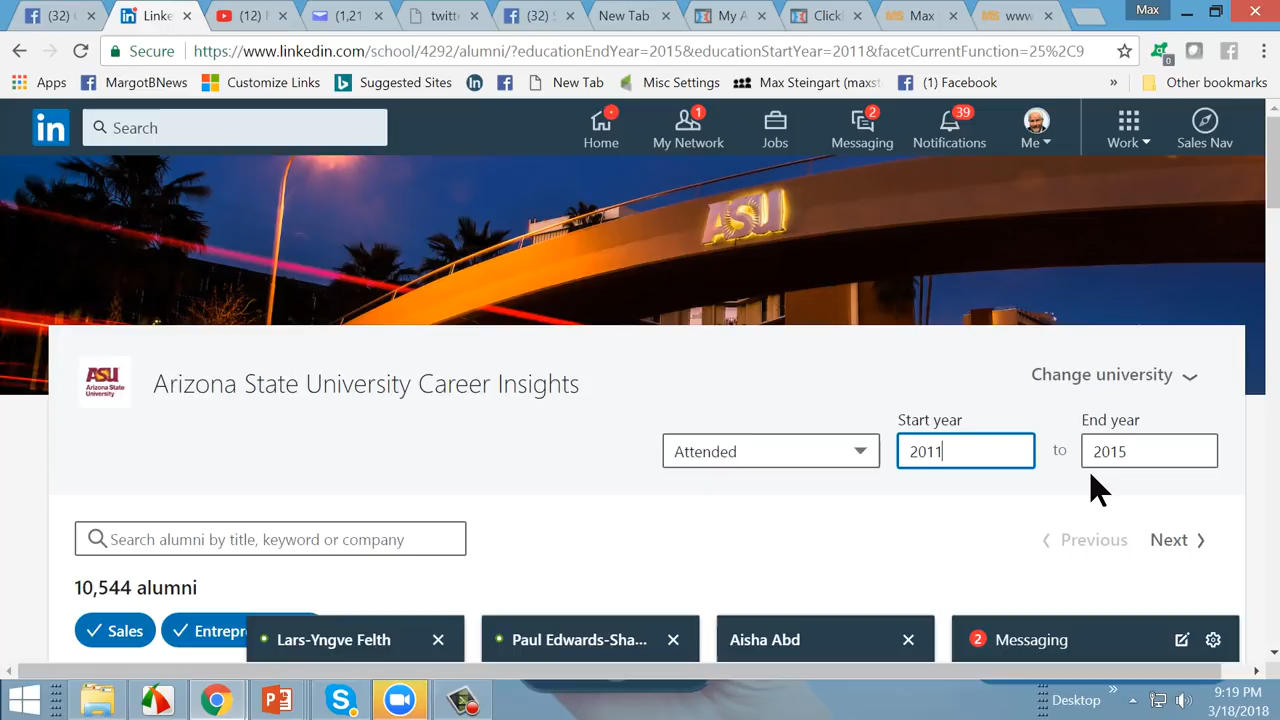 (32)
Linke
(12)
(1,21
twitte
(32)
New Tab
My A
Click
Max
www
Max
Secure
https://www.linkedin.com/school/4292/alumni/?educationEndYear=2015&educationStartYear=2011&facetCurrentFunction=25%2C9
Apps
MargotBNews
Customize Links
Suggested Sites
New Tab
Misc Settings
Max Steingart (maxst
(1) Facebook
»
Other bookmarks
in
Search
Home
1
My Network
Jobs
2
Messaging
39
Notifications
Me
Work
Sales Nav
ASU
ASU
Arizona State
University
Arizona State University Career Insights
Change university
Start year
End year
Attended
2011
to
2015
Search alumni by title, keyword or company
Previous
Next
10,544 alumni
Sales
Entrepr
Lars-Yngve Felth
Paul Edwards-Sha...
Aisha Abd
2
Messaging
Desktop
»
9:19 PM
3/18/2018